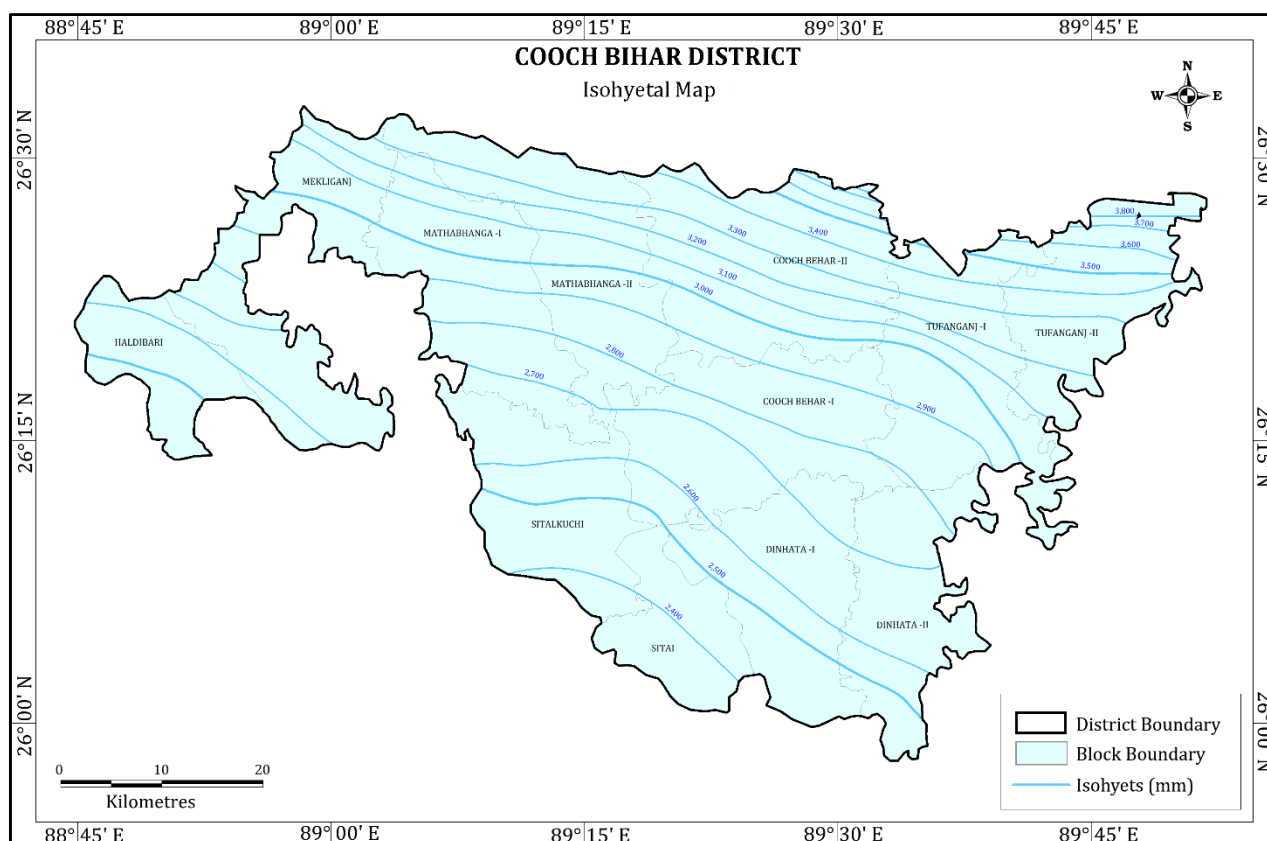 88° 45' E 89° 00' E 89° 15' E 89° 30' E 89° 45' E
COOCH BIHAR DISTRICT
Isohyetal Map
N
W E
S
26° 30' N
26° 30' N
MEKLIGANJ
3,800
3,700
3,600
3,500
3,400
3,300
3,200
3,100
3,000
MATHABHANGA -I
COOCH BEHAR -II
MATHABHANGA -II
TUFANGANJ -I
TUFANGANJ -II
HALDIBARI
2,800
2,700
COOCH BEHAR -I
2,900
26° 15' N
26° 15' N
2,600
SITALKUCHI
DINHATA -I
2,500
2,400
DINHATA -II
SITAI
26° 00' N
26° 00' N
District Boundary
Block Boundary
Isohyets (mm)
0 10 20
Kilometres
88° 45' E 89° 00' E 89° 15' E 89° 30' E 89° 45' E